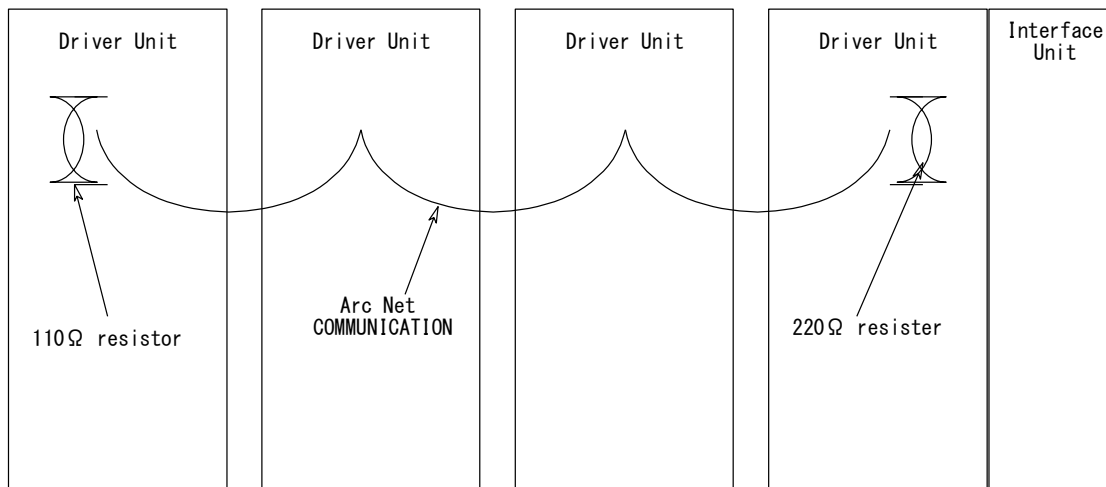 Driver Unit
Driver Unit
Driver Unit
Driver Unit
Interface
Unit
110Ω resistor
Arc Net
COMMUNICATION
220Ω resister